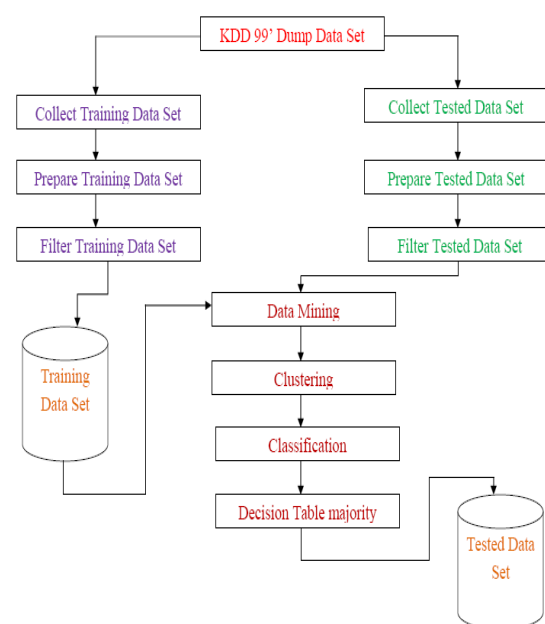 KDD 99’ Dump Data Set
Collect Training Data Set
Collect Tested Data Set
Prepare Training Data Set
Prepare Tested Data Set
Filter Training Data Set
Filter Tested Data Set
Data Mining
Training
Data Set
Clustering
Classification
Decision Table majority
Tested Data
Set